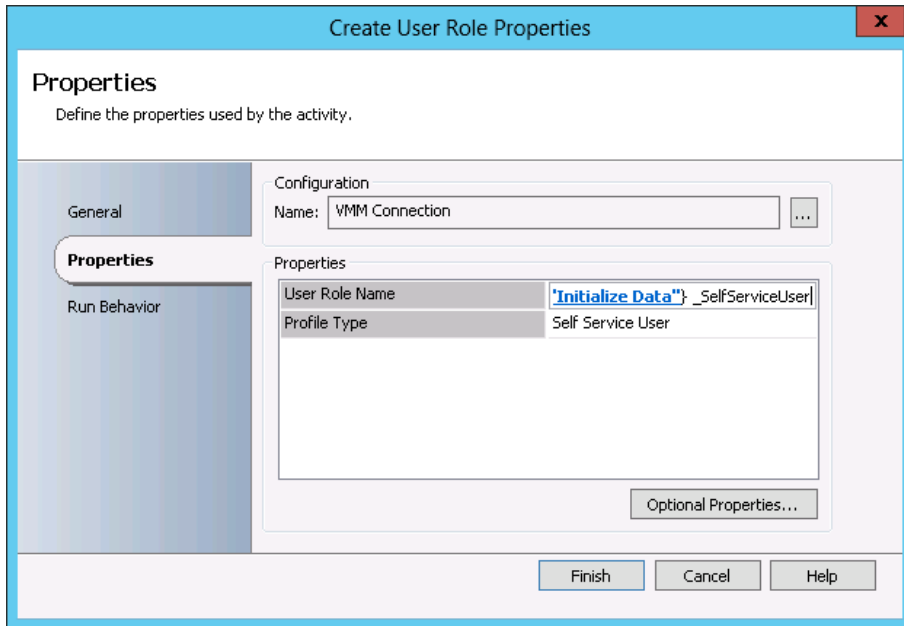 Create User Role Properties
x
Properties
Define the properties used by the activity.
General
Properties
Run Behavior
Configuration
Name: VMM Connection ...
Properties
User Role Name 'Initialize Data"} _SelfServiceUser
Profile Type Self Service User
Optional Properties...
Finish Cancel Help